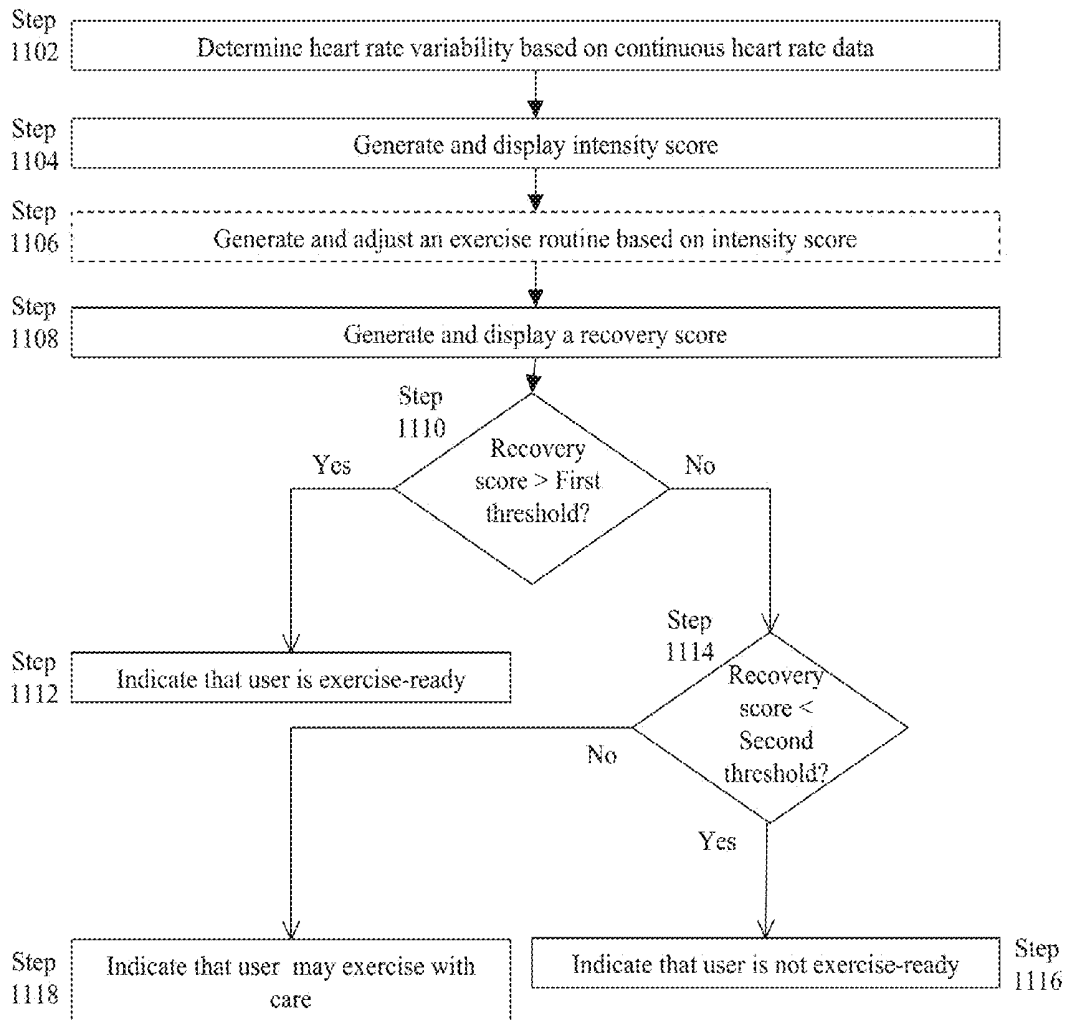 Step
1102
Determine heart rate variability based on continuous heart rate data
Step
1104
Generate and display intensity score
Step
1106
Generate and adjust an exercise routine based on intensity score
Step
1108
Generate and display a recovery score
Step
1110
Recovery
score > First
threshold?
Yes
No
Step
1112
Indicate that user is exercise-ready
Step
1114
Recovery
score <
Second
threshold?
No
Yes
Step
1118
Indicate that user may exercise with
care
Indicate that user is not exercise-ready
Step
1116